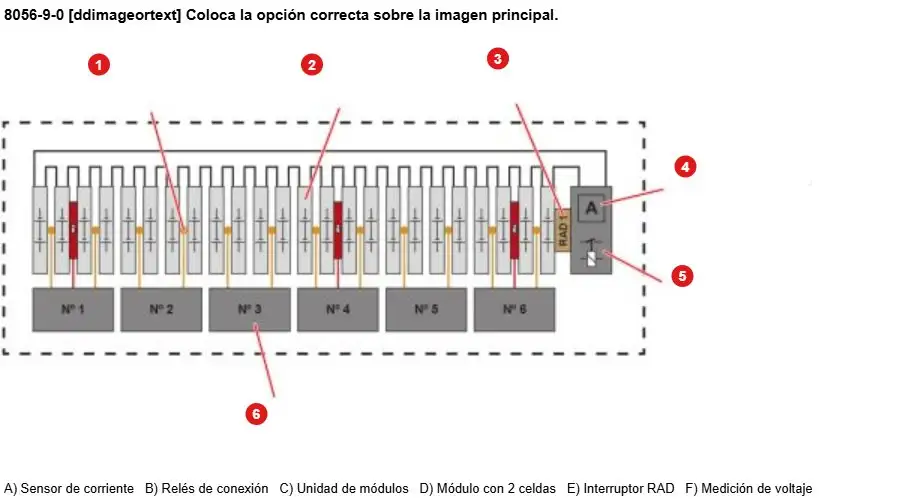 8056-9-0 [ddimageortext] Coloca la opción correcta sobre la imagen principal.
1 2 3
4
A
RAD 1
5
Nº 1 Nº 2 Nº 3 Nº 4 Nº 5 Nº 6
6
A) Sensor de corriente B) Relés de conexión C) Unidad de módulos D) Módulo con 2 celdas E) Interruptor RAD F) Medición de voltaje